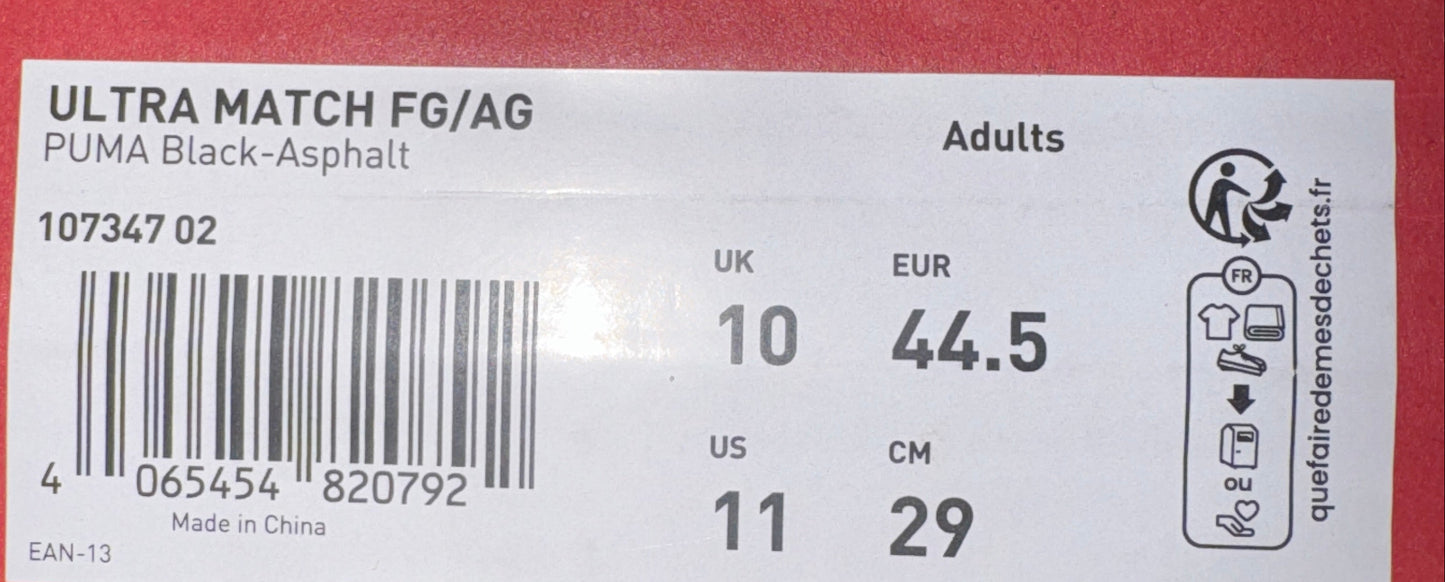 ULTRA MATCH FG/AG
PUMA Black-Asphalt
Adults
107347 02
UK
EUR
10
44.5
US
CM
11
29
4 065454 820792
Made in China
EAN-13
FR
OU
quefairedemesdechets.fr